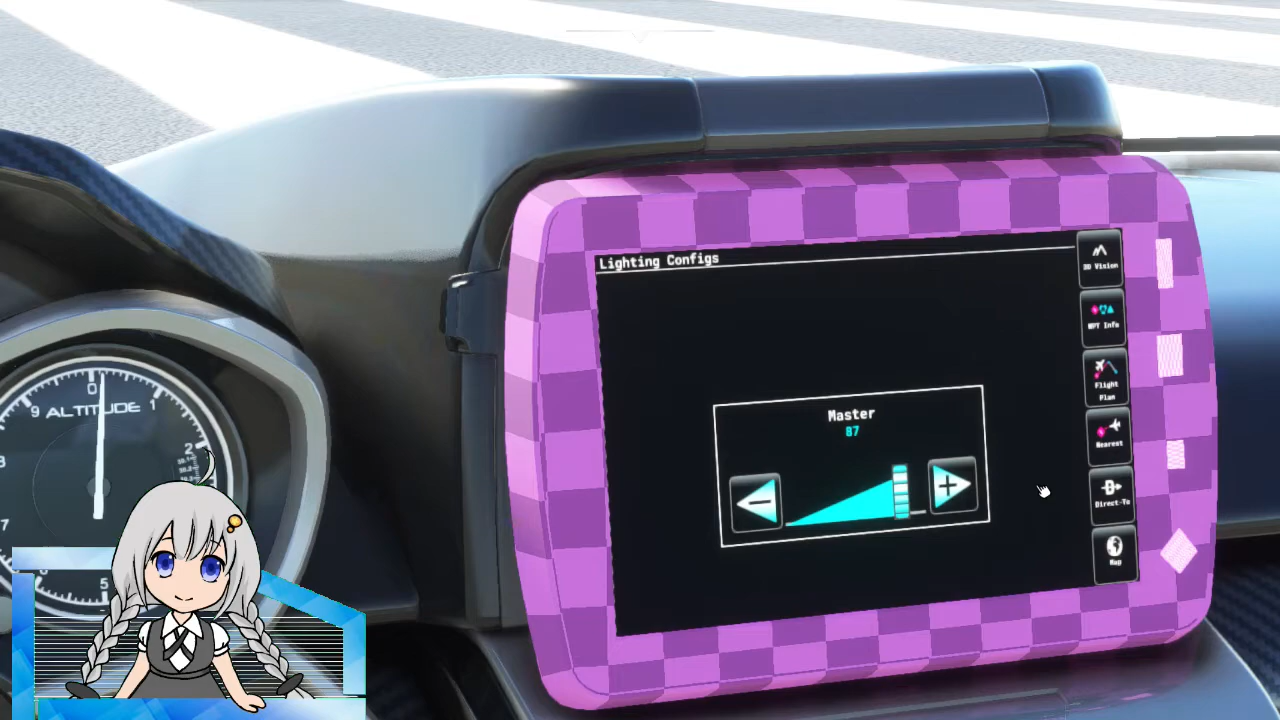 Lighting Configs
Master
87
3D Vision
WPT Info
Flight
Plan
Nearest
Direct-To
Map
ALTITUDE
0
1
2
5
7
9